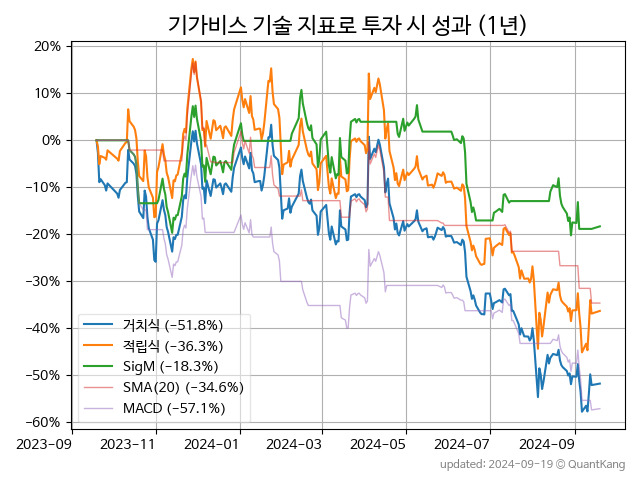 기가비스 기술 지표로 투자 시 성과 (1년)
20%
10%
0%
−10%
−20%
−30%
−40%
−50%
−60%
거치식 (−51.8%)
적립식 (−36.3%)
SigM (−18.3%)
SMA(20) (−34.6%)
MACD (−57.1%)
2023-09 2023-11 2024-01 2024-03 2024-05 2024-07 2024-09
updated: 2024-09-19 © QuantKang